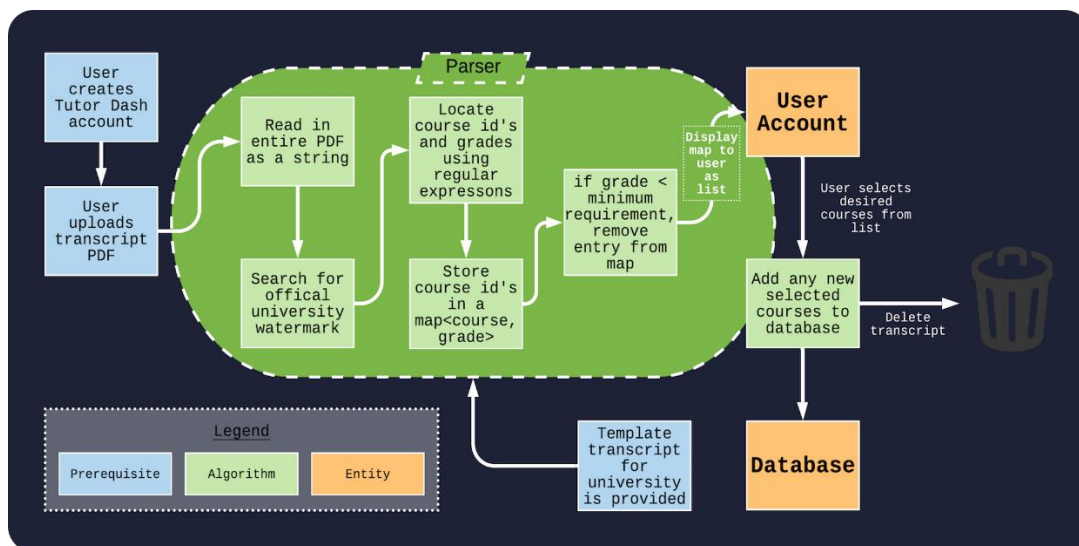 User
creates
Tutor Dash
account
User
uploads
transcript
PDF
Parser
Read in
entire PDF
as a string
Search for
offical
university
watermark
Locate
course id's
and grades
using
regular
expressons
Store
course id's
in a
map<course,
grade>
if grade <
minimum
requirement,
remove
entry from
map
Display
map to
user as
list
User
Account
User selects
desired
courses from
list
Add any new
selected
courses to
database
Delete
transcript
Database
Template
transcript
for
university
is provided
Legend
Prerequisite
Algorithm
Entity